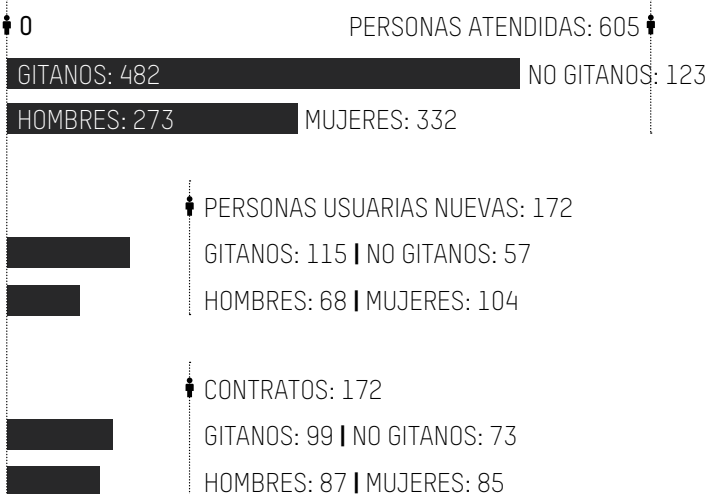 0 PERSONAS ATENDIDAS: 605
GITANOS: 482 NO GITANOS: 123
HOMBRES: 273 MUJERES: 332
PERSONAS USUARIAS NUEVAS: 172
GITANOS: 115 | NO GITANOS: 57
HOMBRES: 68 | MUJERES: 104
CONTRATOS: 172
GITANOS: 99 | NO GITANOS: 73
HOMBRES: 87 | MUJERES: 85